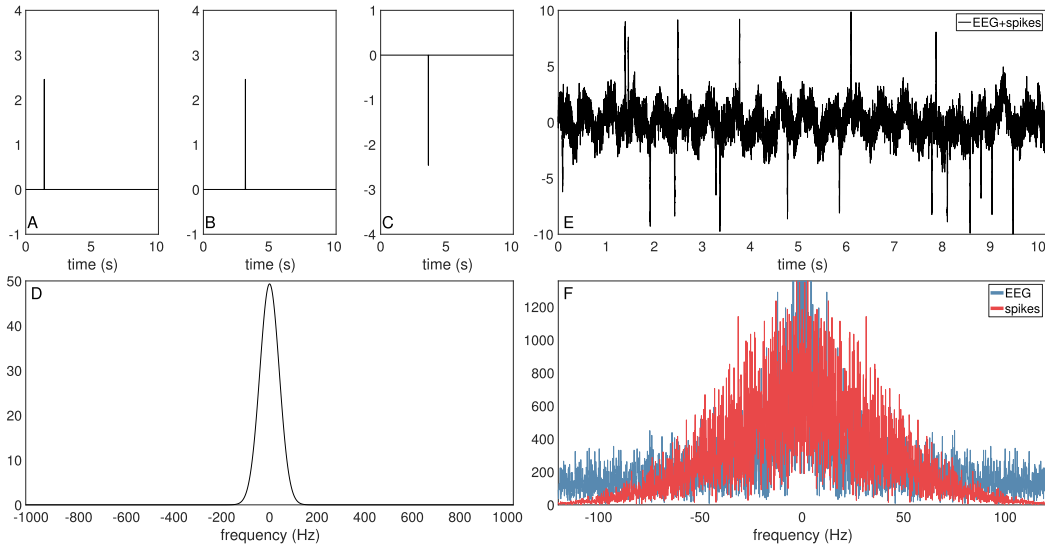 4
3
2
1
0
-1
A
0
5
10
time (s)
4
3
2
1
0
-1
B
0
5
10
time (s)
1
0
-1
-2
-3
-4
C
0
5
10
time (s)
10
5
0
-5
-10
EEG+spikes
E
0 1 2 3 4 5 6 7 8 9 10
time (s)
50
40
30
20
10
0
D
-1000 -800 -600 -400 -200 0 200 400 600 800 1000
frequency (Hz)
1200
1000
800
600
400
200
0
F
EEG
spikes
-100 -50 0 50 100
frequency (Hz)